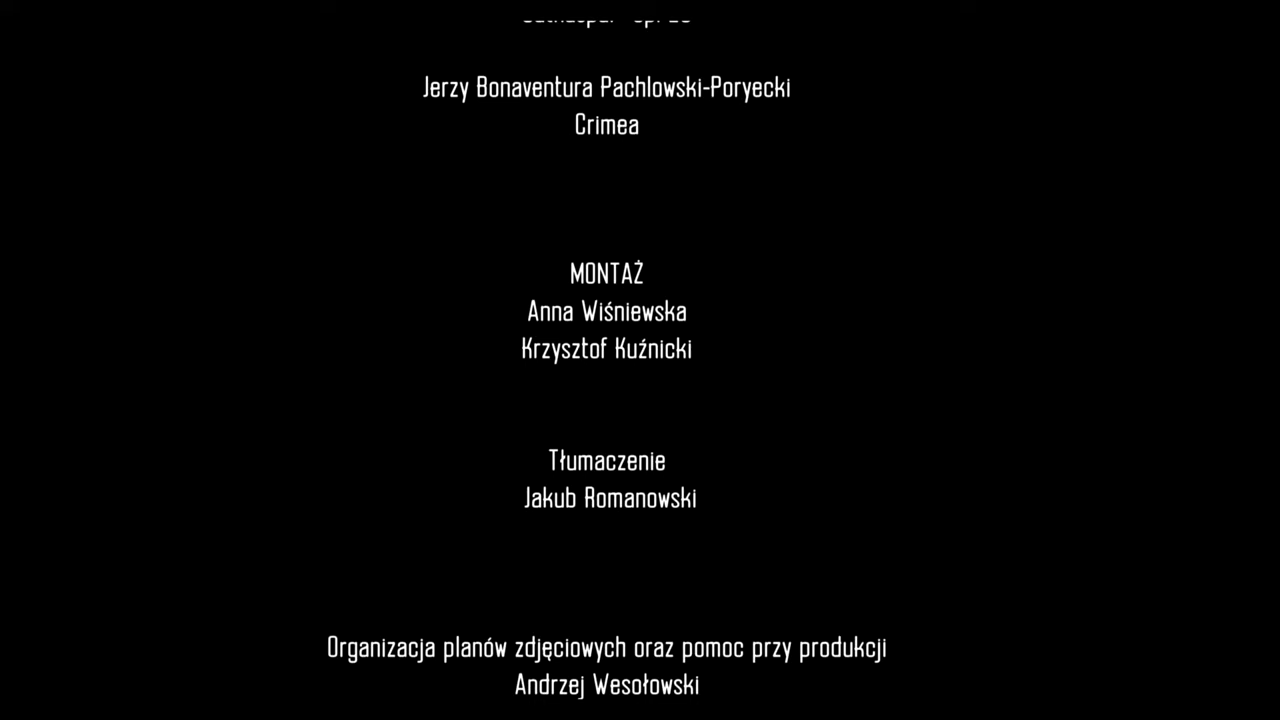 Jerzy Bonaventura Pachlowski-Poryecki
Crimea
MONTAŻ
Anna Wiśniewska
Krzysztof Kuźnicki
Tłumaczenie
Jakub Romanowski
Organizacja planów zdjęciowych oraz pomoc przy produkcji
Andrzej Wesołowski